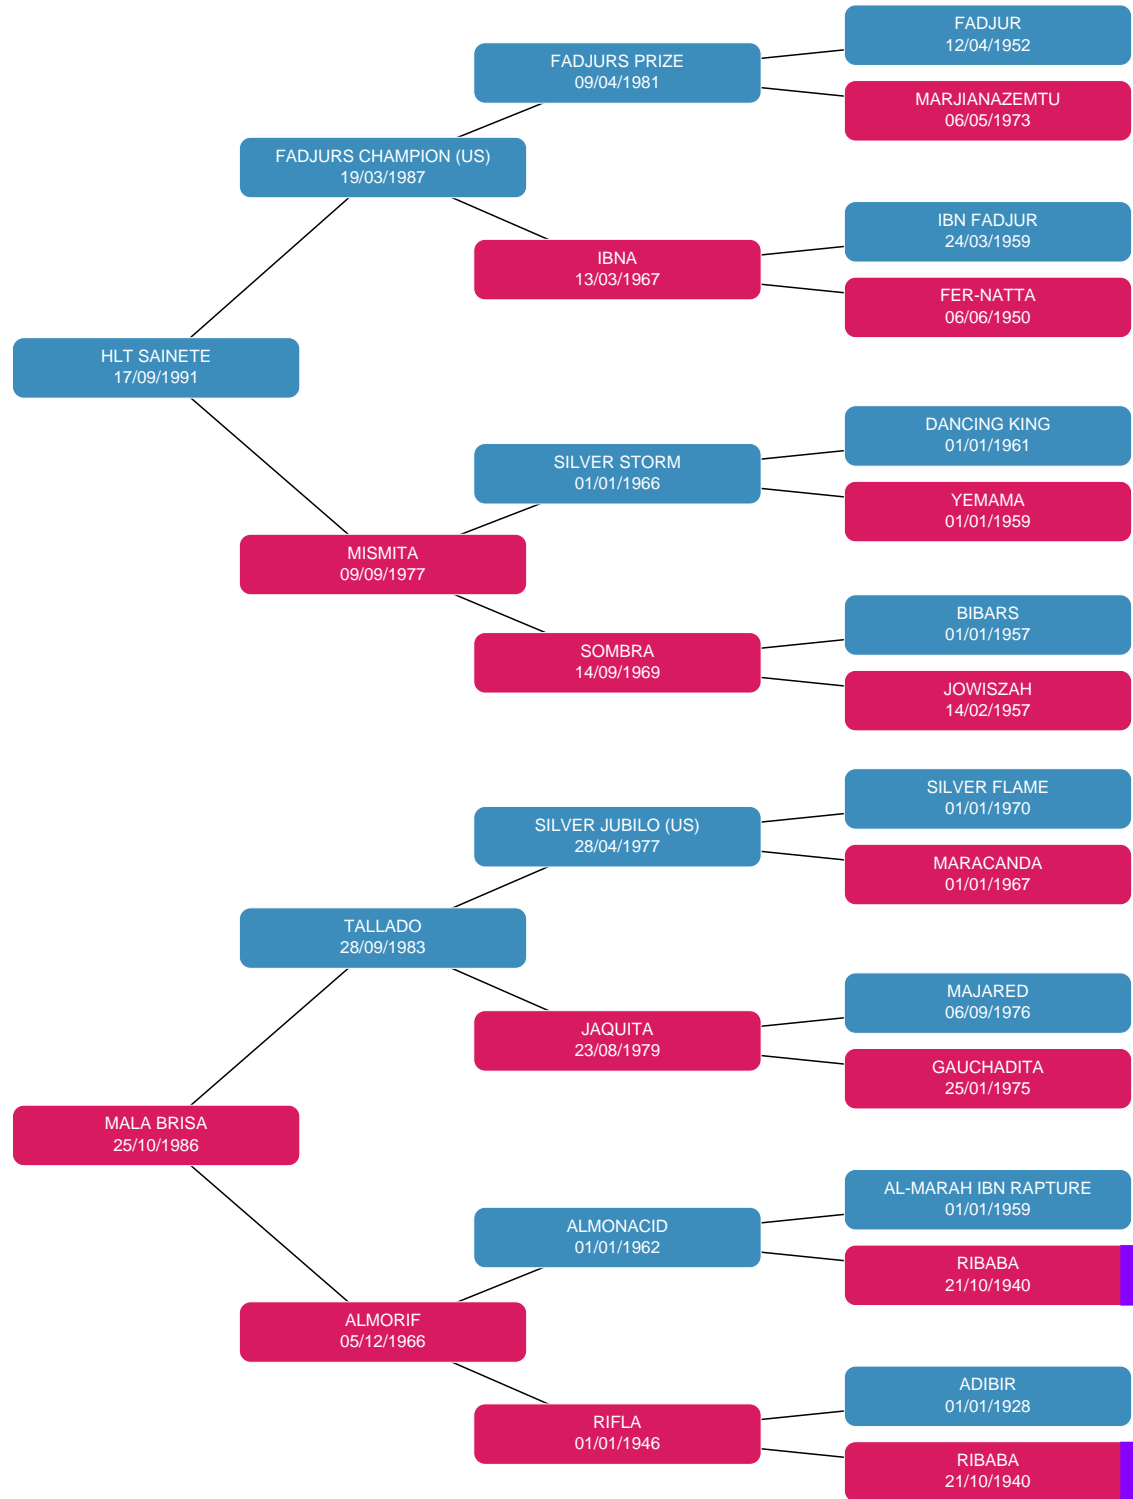 FADJUR
12/04/1952
FADJURS PRIZE
09/04/1981
MARJIANAZEMTU
06/05/1973
FADJURS CHAMPION (US)
19/03/1987
IBN FADJUR
24/03/1959
IBNA
13/03/1967
FER-NATTA
06/06/1950
HLT SAINETE
17/09/1991
DANCING KING
01/01/1961
SILVER STORM
01/01/1966
YEMAMA
01/01/1959
MISMITA
09/09/1977
BIBARS
01/01/1957
SOMBRA
14/09/1969
JOWISZAH
14/02/1957
SILVER FLAME
01/01/1970
SILVER JUBILO (US)
28/04/1977
MARACANDA
01/01/1967
TALLADO
28/09/1983
MAJARED
06/09/1976
JAQUITA
23/08/1979
GAUCHADITA
25/01/1975
MALA BRISA
25/10/1986
AL-MARAH IBN RAPTURE
01/01/1959
ALMONACID
01/01/1962
RIBABA
21/10/1940
ALMORIF
05/12/1966
ADIBIR
01/01/1928
RIFLA
01/01/1946
RIBABA
21/10/1940